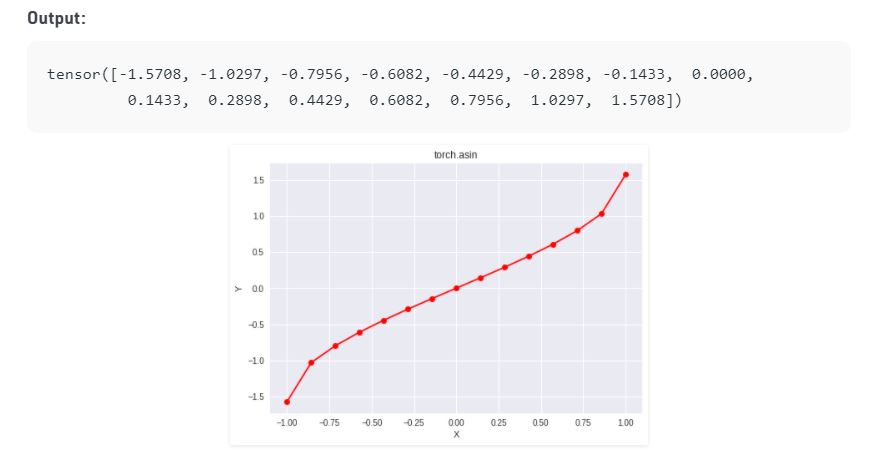 Output:
tensor([-1.5708, -1.0297, -0.7956, -0.6082, -0.4429, -0.2898, -0.1433,  0.0000,
0.1433,  0.2898,  0.4429,  0.6082,  0.7956,  1.0297,  1.5708])
torch.asin
1.5
1.0
0.5
0.0
−0.5
−1.0
−1.5
Y
−1.00 −0.75 −0.50 −0.25 0.00 0.25 0.50 0.75 1.00
X